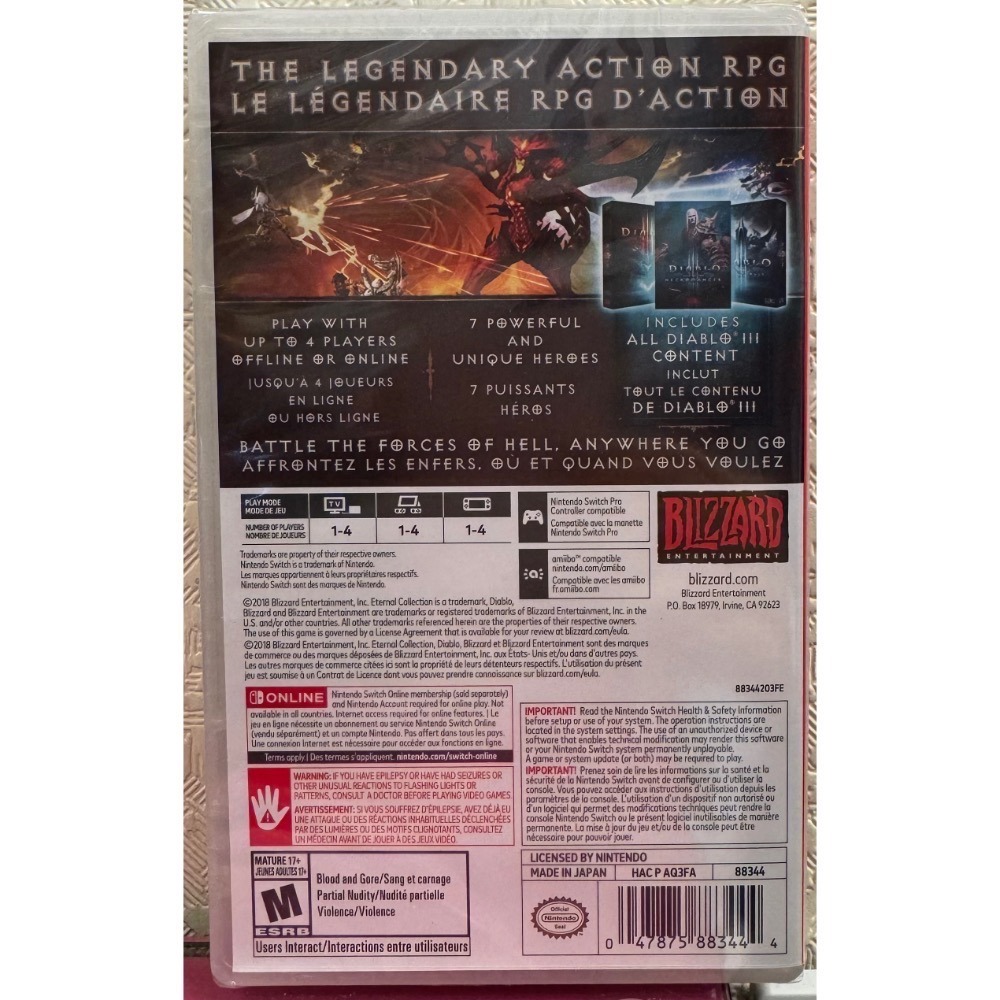 THE LEGENDARY ACTION RPG
LE LÉGENDAIRE RPG D'ACTION
DIABLO
DIABLO
NECROMANCER
PLAY WITH
UP TO 4 PLAYERS
OFFLINE OR ONLINE
JUSQU'À 4 JOUEURS
EN LIGNE
OU HORS LIGNE
7 POWERFUL
AND
UNIQUE HEROES
7 PUISSANTS
HÉROS
INCLUDES
ALL DIABLO® III
CONTENT
INCLUT
TOUT LE CONTENU
DE DIABLO® III
BATTLE THE FORCES OF HELL, ANYWHERE YOU GO
AFFRONTEZ LES ENFERS, OÙ ET QUAND VOUS VOULEZ
PLAY MODE
MODE DE JEU
TV
NUMBER OF PLAYERS
NOMBRE DE JOUEURS
1-4
1-4
1-4
Nintendo Switch Pro
Controller compatible
Compatible avec la manette
Nintendo Switch Pro
amiibo™ compatible
nintendo.com/amiibo
Compatible avec les amiibo
fr.amiibo.com
BLIZZARD
ENTERTAINMENT
blizzard.com
Blizzard Entertainment
P.O. Box 18979, Irvine, CA 92623
Trademarks are property of their respective owners.
Nintendo Switch is a trademark of Nintendo.
Les marques appartiennent à leurs propriétaires respectifs.
Nintendo Switch sont des marques de Nintendo.
©2018 Blizzard Entertainment, Inc. Eternal Collection is a trademark, Diablo,
Blizzard and Blizzard Entertainment are trademarks or registered trademarks of Blizzard Entertainment, Inc. in the
U.S. and/or other countries. All other trademarks referenced herein are the properties of their respective owners.
The use of this game is governed by a License Agreement that is available for your review at blizzard.com/eula.
©2018 Blizzard Entertainment, Inc. Eternal Collection, Diablo, Blizzard et Blizzard Entertainment sont des marques
de commerce ou des marques déposées de Blizzard Entertainment, Inc. aux États- Unis et/ou dans d'autres pays.
Les autres marques de commerce citées ici sont la propriété de leurs détenteurs respectifs. L'utilisation du présent
jeu est soumise à un Contrat de Licence dont vous pouvez prendre connaissance sur blizzard.com/eula.
88344203FE
ONLINE
Nintendo Switch Online membership (sold separately)
and Nintendo Account required for online play. Not
available in all countries. Internet access required for online features. | Le
jeu en ligne nécessite un abonnement au service Nintendo Switch Online
(vendu séparément) et un compte Nintendo. Pas offert dans tous les pays.
Une connexion Internet est nécessaire pour accéder aux fonctions en ligne.
Terms apply. | Des termes s'appliquent. nintendo.com/switch-online
WARNING: IF YOU HAVE EPILEPSY OR HAVE HAD SEIZURES OR
OTHER UNUSUAL REACTIONS TO FLASHING LIGHTS OR
PATTERNS, CONSULT A DOCTOR BEFORE PLAYING VIDEO GAMES.
AVERTISSEMENT: SI VOUS SOUFFREZ D'ÉPILEPSIE, AVEZ DÉJÀ EU
UNE ATTAQUE OU DES RÉACTIONS INHABITUELLES DÉCLENCHÉES
PAR DES LUMIÈRES OU DES MOTIFS CLIGNOTANTS, CONSULTEZ
UN MÉDECIN AVANT DE JOUER À DES JEUX VIDÉO.
IMPORTANT! Read the Nintendo Switch Health & Safety Information
before setup or use of your system. The operation instructions are
located in the system settings. The use of an unauthorized device or
software that enables technical modification may render this software
or your Nintendo Switch system permanently unplayable.
A game or system update (or both) may be required to play.
IMPORTANT! Prenez soin de lire les informations sur la santé et la
sécurité de la Nintendo Switch avant de configurer ou d'utiliser la
console. Vous pouvez accéder aux instructions d'utilisation depuis les
paramètres de la console. L'utilisation d'un dispositif non autorisé ou
d'un logiciel qui permet des modifications techniques peut rendre la
console Nintendo Switch ou le présent logiciel inutilisables de manière
permanente. La mise à jour du jeu et/ou de la console peut être
nécessaire pour pouvoir jouer.
MATURE 17+
JEUNES ADULTES 17+
M
ESRB
Blood and Gore/Sang et carnage
Partial Nudity/Nudité partielle
Violence/Violence
Users Interact/Interactions entre utilisateurs
LICENSED BY NINTENDO
MADE IN JAPAN
HAC P AQ3FA
88344
Official
Nintendo
Seal
0 47875 88344 4